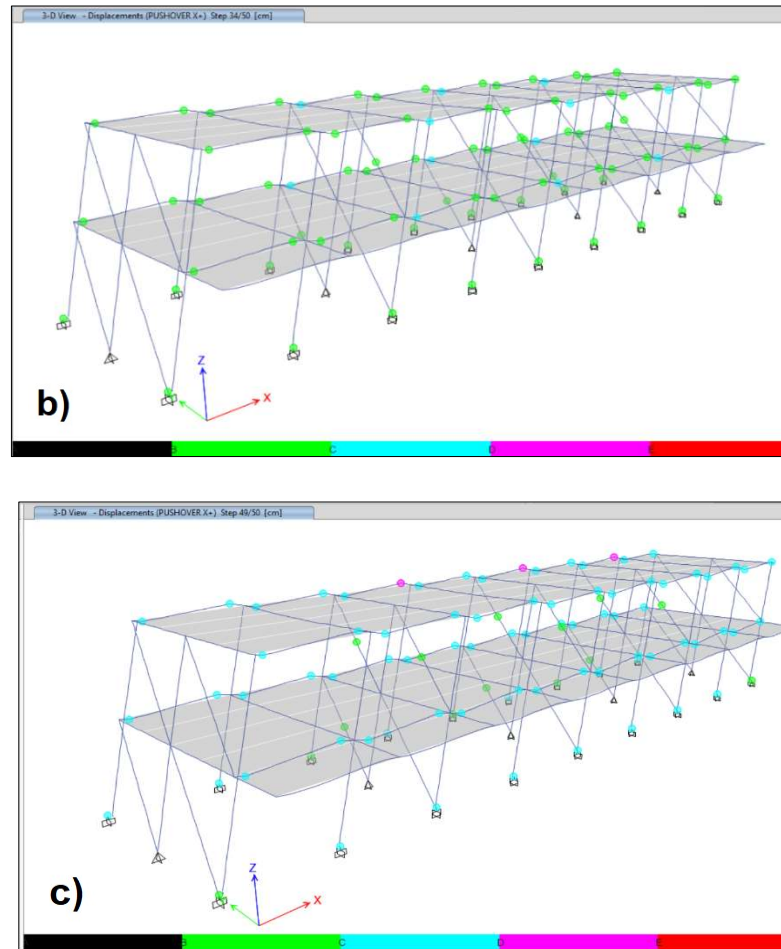 3-D View - Displacements (PUSHOVER X+) Step 34/50 [cm]
Z
X
b)
B C D E
3-D View - Displacements (PUSHOVER X+) Step 49/50 [cm]
Z
X
c)
B C D E